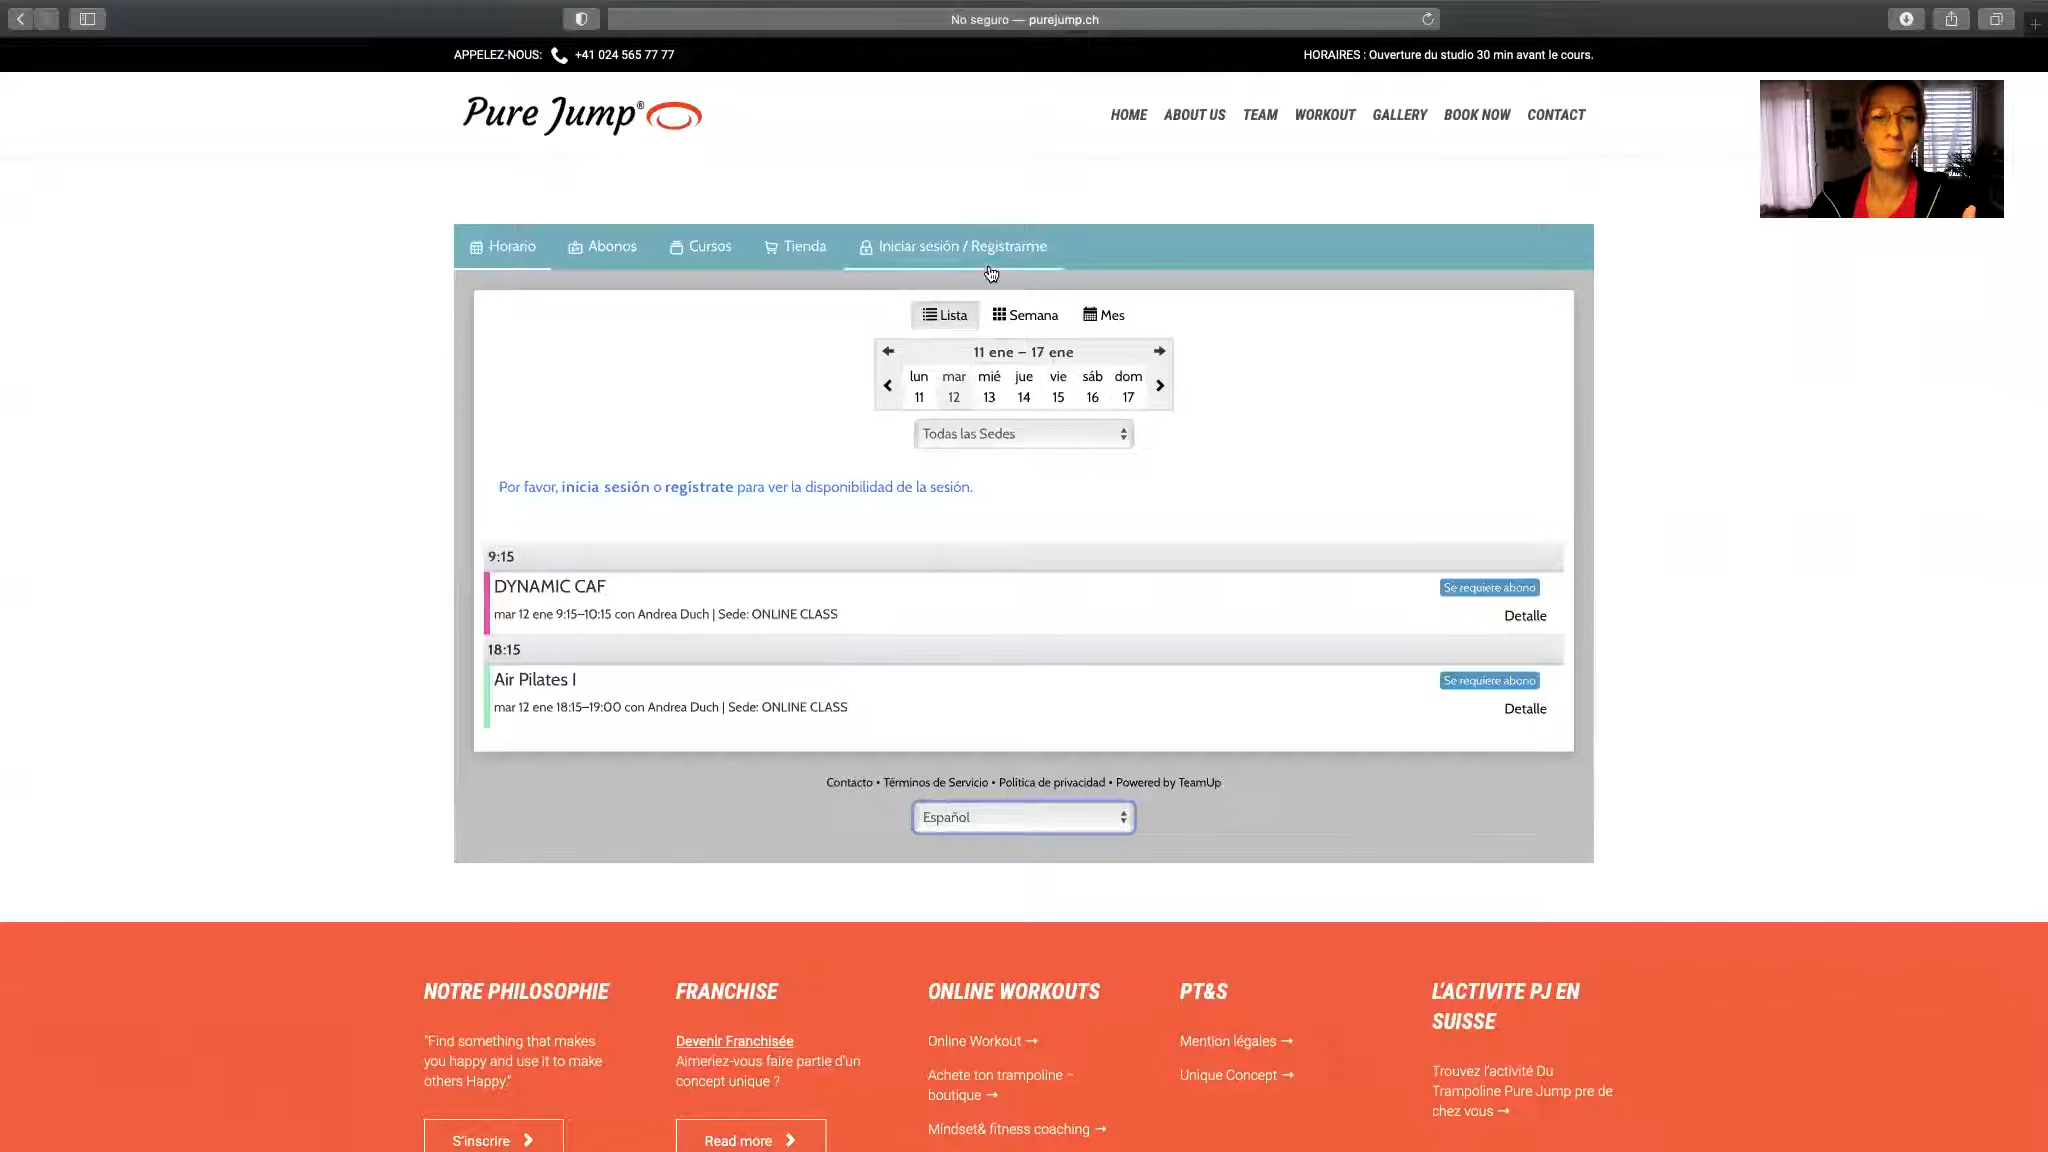 No seguro — purejump.ch
APPELEZ-NOUS: +41 024 565 77 77
HORAIRES : Ouverture du studio 30 min avant le cours.
Pure Jump®
HOME ABOUT US TEAM WORKOUT GALLERY BOOK NOW CONTACT
Horario Abonos Cursos Tienda Iniciar sesión / Registrarme
Lista Semana Mes
11 ene – 17 ene
lun mar mié jue vie sáb dom
11 12 13 14 15 16 17
Todas las Sedes
Por favor, inicia sesión o regístrate para ver la disponibilidad de la sesión.
9:15
DYNAMIC CAF
Se requiere abono
mar 12 ene 9:15–10:15 con Andrea Duch | Sede: ONLINE CLASS
Detalle
18:15
Air Pilates I
Se requiere abono
mar 12 ene 18:15–19:00 con Andrea Duch | Sede: ONLINE CLASS
Detalle
Contacto • Términos de Servicio • Política de privacidad • Powered by TeamUp
Español
NOTRE PHILOSOPHIE
"Find something that makes
you happy and use it to make
others Happy."
S'inscrire
FRANCHISE
Devenir Franchisée
Aimeriez-vous faire partie d'un
concept unique ?
Read more
ONLINE WORKOUTS
Online Workout →
Achete ton trampoline –
boutique →
Mindset& fitness coaching →
PT&S
Mention légales →
Unique Concept →
L'ACTIVITE PJ EN
SUISSE
Trouvez l'activité Du
Trampoline Pure Jump pre de
chez vous →